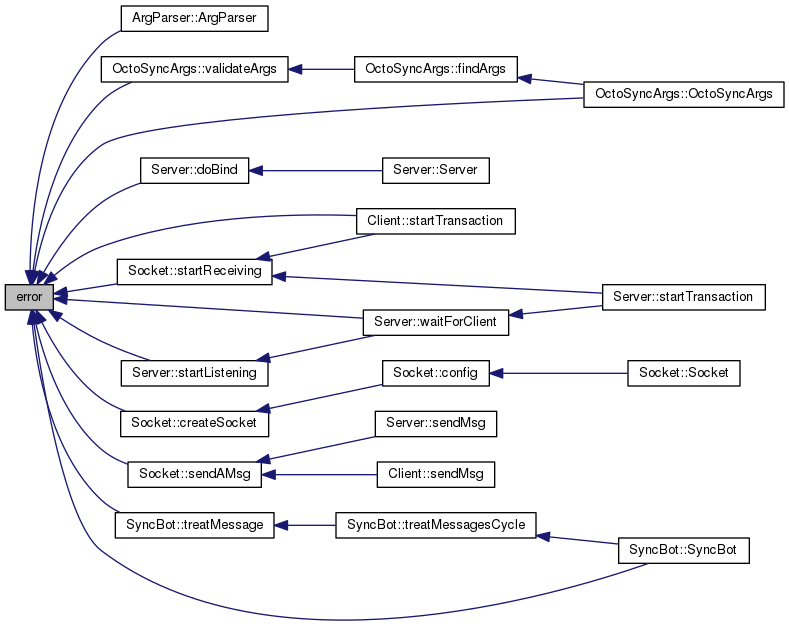 ArgParser::ArgParser
OctoSyncArgs::validateArgs
OctoSyncArgs::findArgs
OctoSyncArgs::OctoSyncArgs
Server::doBind
Server::Server
Client::startTransaction
Socket::startReceiving
error
Server::startTransaction
Server::waitForClient
Server::startListening
Socket::config
Socket::Socket
Socket::createSocket
Server::sendMsg
Socket::sendAMsg
Client::sendMsg
SyncBot::treatMessage
SyncBot::treatMessagesCycle
SyncBot::SyncBot